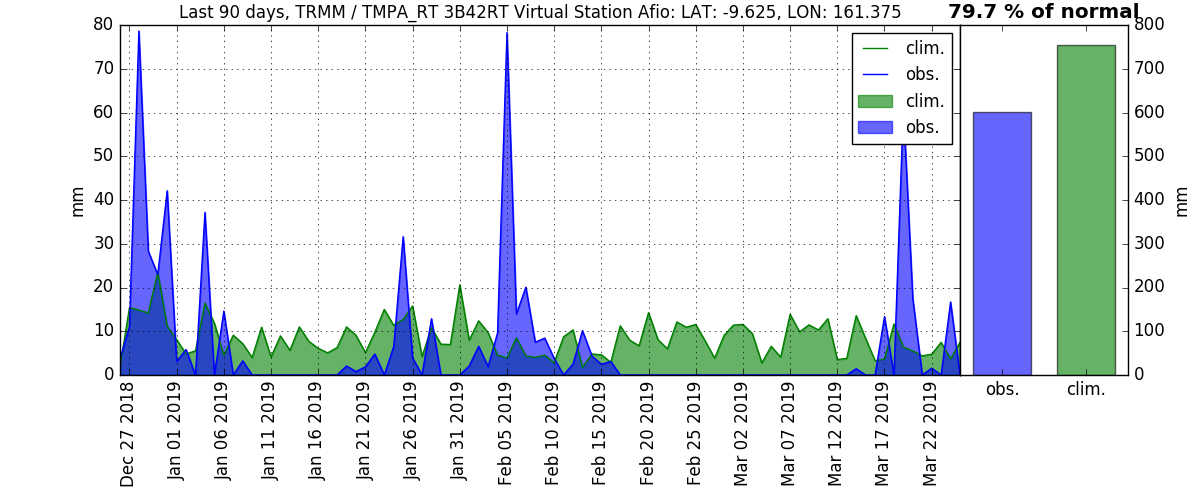 Last 90 days, TRMM / TMPA_RT 3B42RT Virtual Station Afio: LAT: -9.625, LON: 161.375
79.7 % of normal
80
70
60
50
40
30
20
10
0
mm
clim.
obs.
clim.
obs.
800
700
600
500
400
300
200
100
0
mm
Dec 27 2018
Jan 01 2019
Jan 06 2019
Jan 11 2019
Jan 16 2019
Jan 21 2019
Jan 26 2019
Jan 31 2019
Feb 05 2019
Feb 10 2019
Feb 15 2019
Feb 20 2019
Feb 25 2019
Mar 02 2019
Mar 07 2019
Mar 12 2019
Mar 17 2019
Mar 22 2019
obs.
clim.